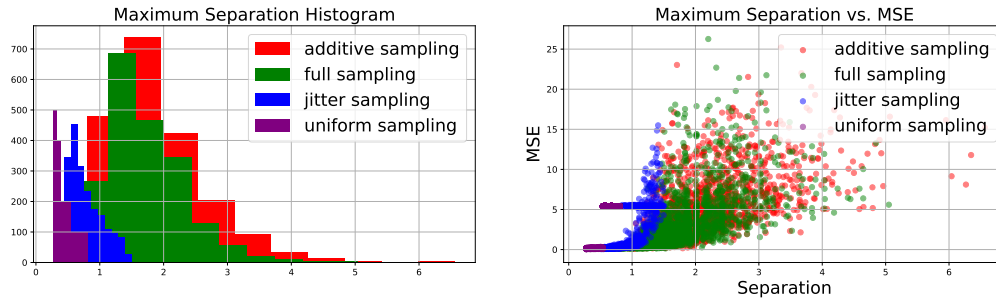 Maximum Separation Histogram
700
600
500
400
300
200
100
0
0 1 2 3 4 5 6
additive sampling
full sampling
jitter sampling
uniform sampling
Maximum Separation vs. MSE
MSE
25
20
15
10
5
0
0 1 2 3 4 5 6
Separation
additive sampling
full sampling
jitter sampling
uniform sampling